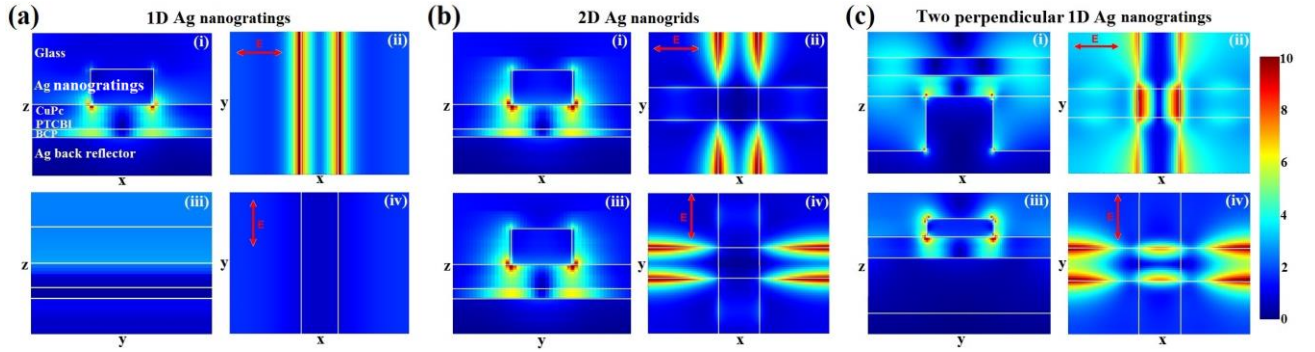 (a) 1D Ag nanogratings
(i)
Glass
Ag nanogratings
CuPc
PTCBI
BCP
Ag back reflector
z
x
(ii)
E
y
x
(iii)
z
y
(iv)
E
y
x
(b) 2D Ag nanogrids
(i)
z
x
(ii)
E
y
x
(iii)
z
y
(iv)
E
y
x
(c) Two perpendicular 1D Ag nanogratings
(i)
z
x
(ii)
E
y
x
(iii)
z
y
(iv)
E
y
x
10
8
6
4
2
0